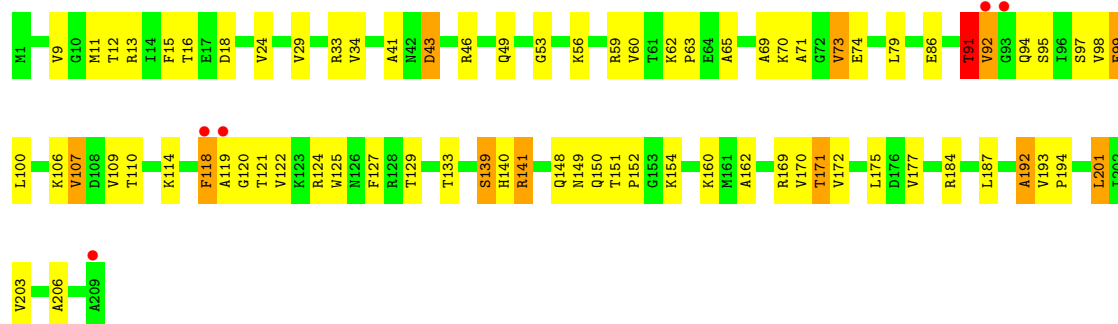 M1 V9 G10 M11 T12 R13 I14 F15 T16 E17 D18 V24 V29 R33 V34 A41 N42 D43 R46 Q49 G53 K56 R59 V60 T61 K62 P63 E64 A65 A69 K70 A71 G72 V73 E74 L79 E86 T91 V92 G93 Q94 S95 I96 S97 V98
L100 K106 V107 D108 V109 T110 K114 F118 A119 G120 T121 V122 K123 R124 W125 N126 F127 R128 T129 T133 S139 H140 R141 Q148 N149 Q150 T151 P152 G153 K154 K160 M161 A162 R169 V170 T171 V172 L175 D176 V177 R184 L187 A192 V193 P194 L201
V203 A206 A209